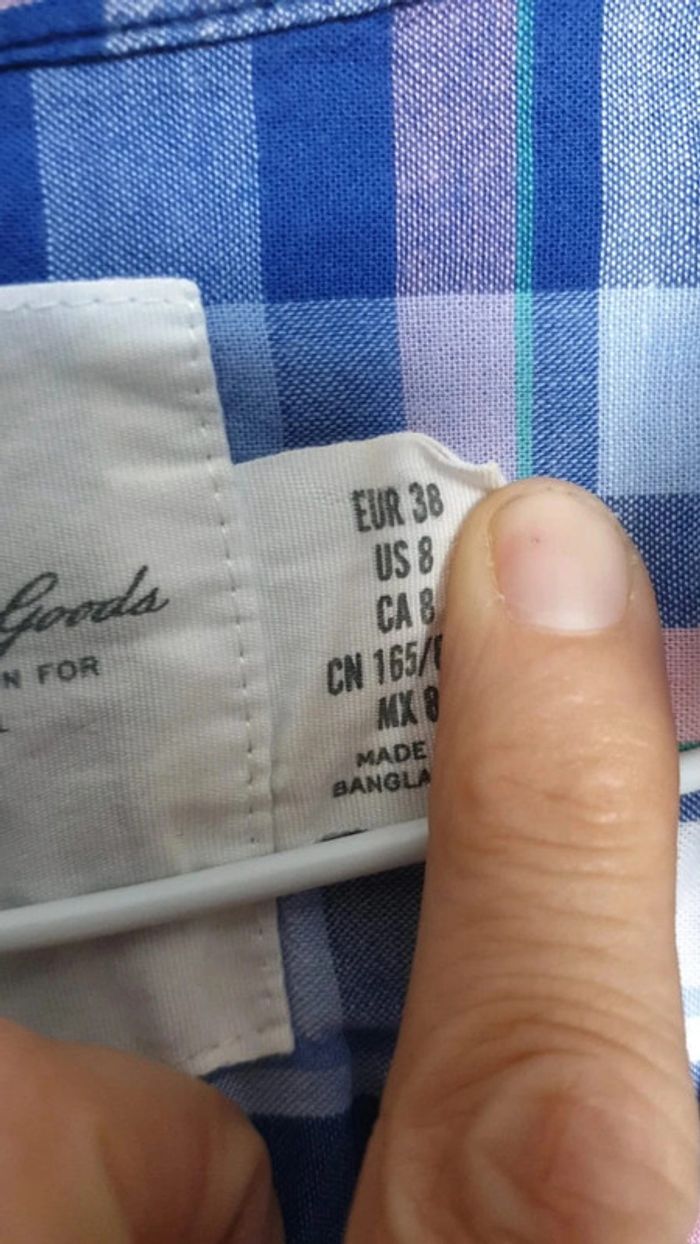 Goods
N FOR
L
EUR 38
US 8
CA 8
CN 165/
MX 8
MADE
BANGLA